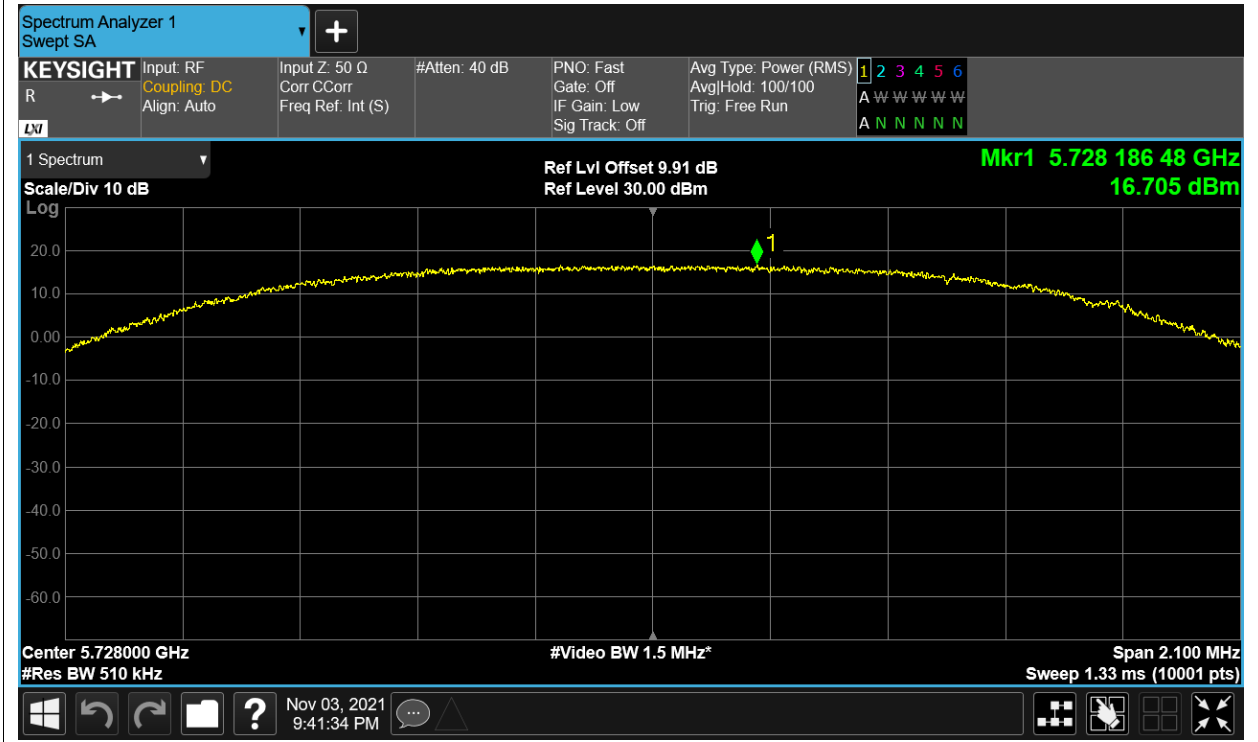 Spectrum Analyzer 1
Swept SA
KEYSIGHT
R
LXI
Input: RF
Coupling: DC
Align: Auto
Input Z: 50 Ω
Corr CCorr
Freq Ref: Int (S)
#Atten: 40 dB
PNO: Fast
Gate: Off
IF Gain: Low
Sig Track: Off
Avg Type: Power (RMS)
Avg|Hold: 100/100
Trig: Free Run
1 2 3 4 5 6
A W W W W W
A N N N N N
1 Spectrum
Scale/Div 10 dB
Log
Ref Lvl Offset 9.91 dB
Ref Level 30.00 dBm
Mkr1 5.728 186 48 GHz
16.705 dBm
1
20.0
10.0
0.00
-10.0
-20.0
-30.0
-40.0
-50.0
-60.0
Center 5.728000 GHz
#Res BW 510 kHz
#Video BW 1.5 MHz*
Span 2.100 MHz
Sweep 1.33 ms (10001 pts)
?
Nov 03, 2021
9:41:34 PM